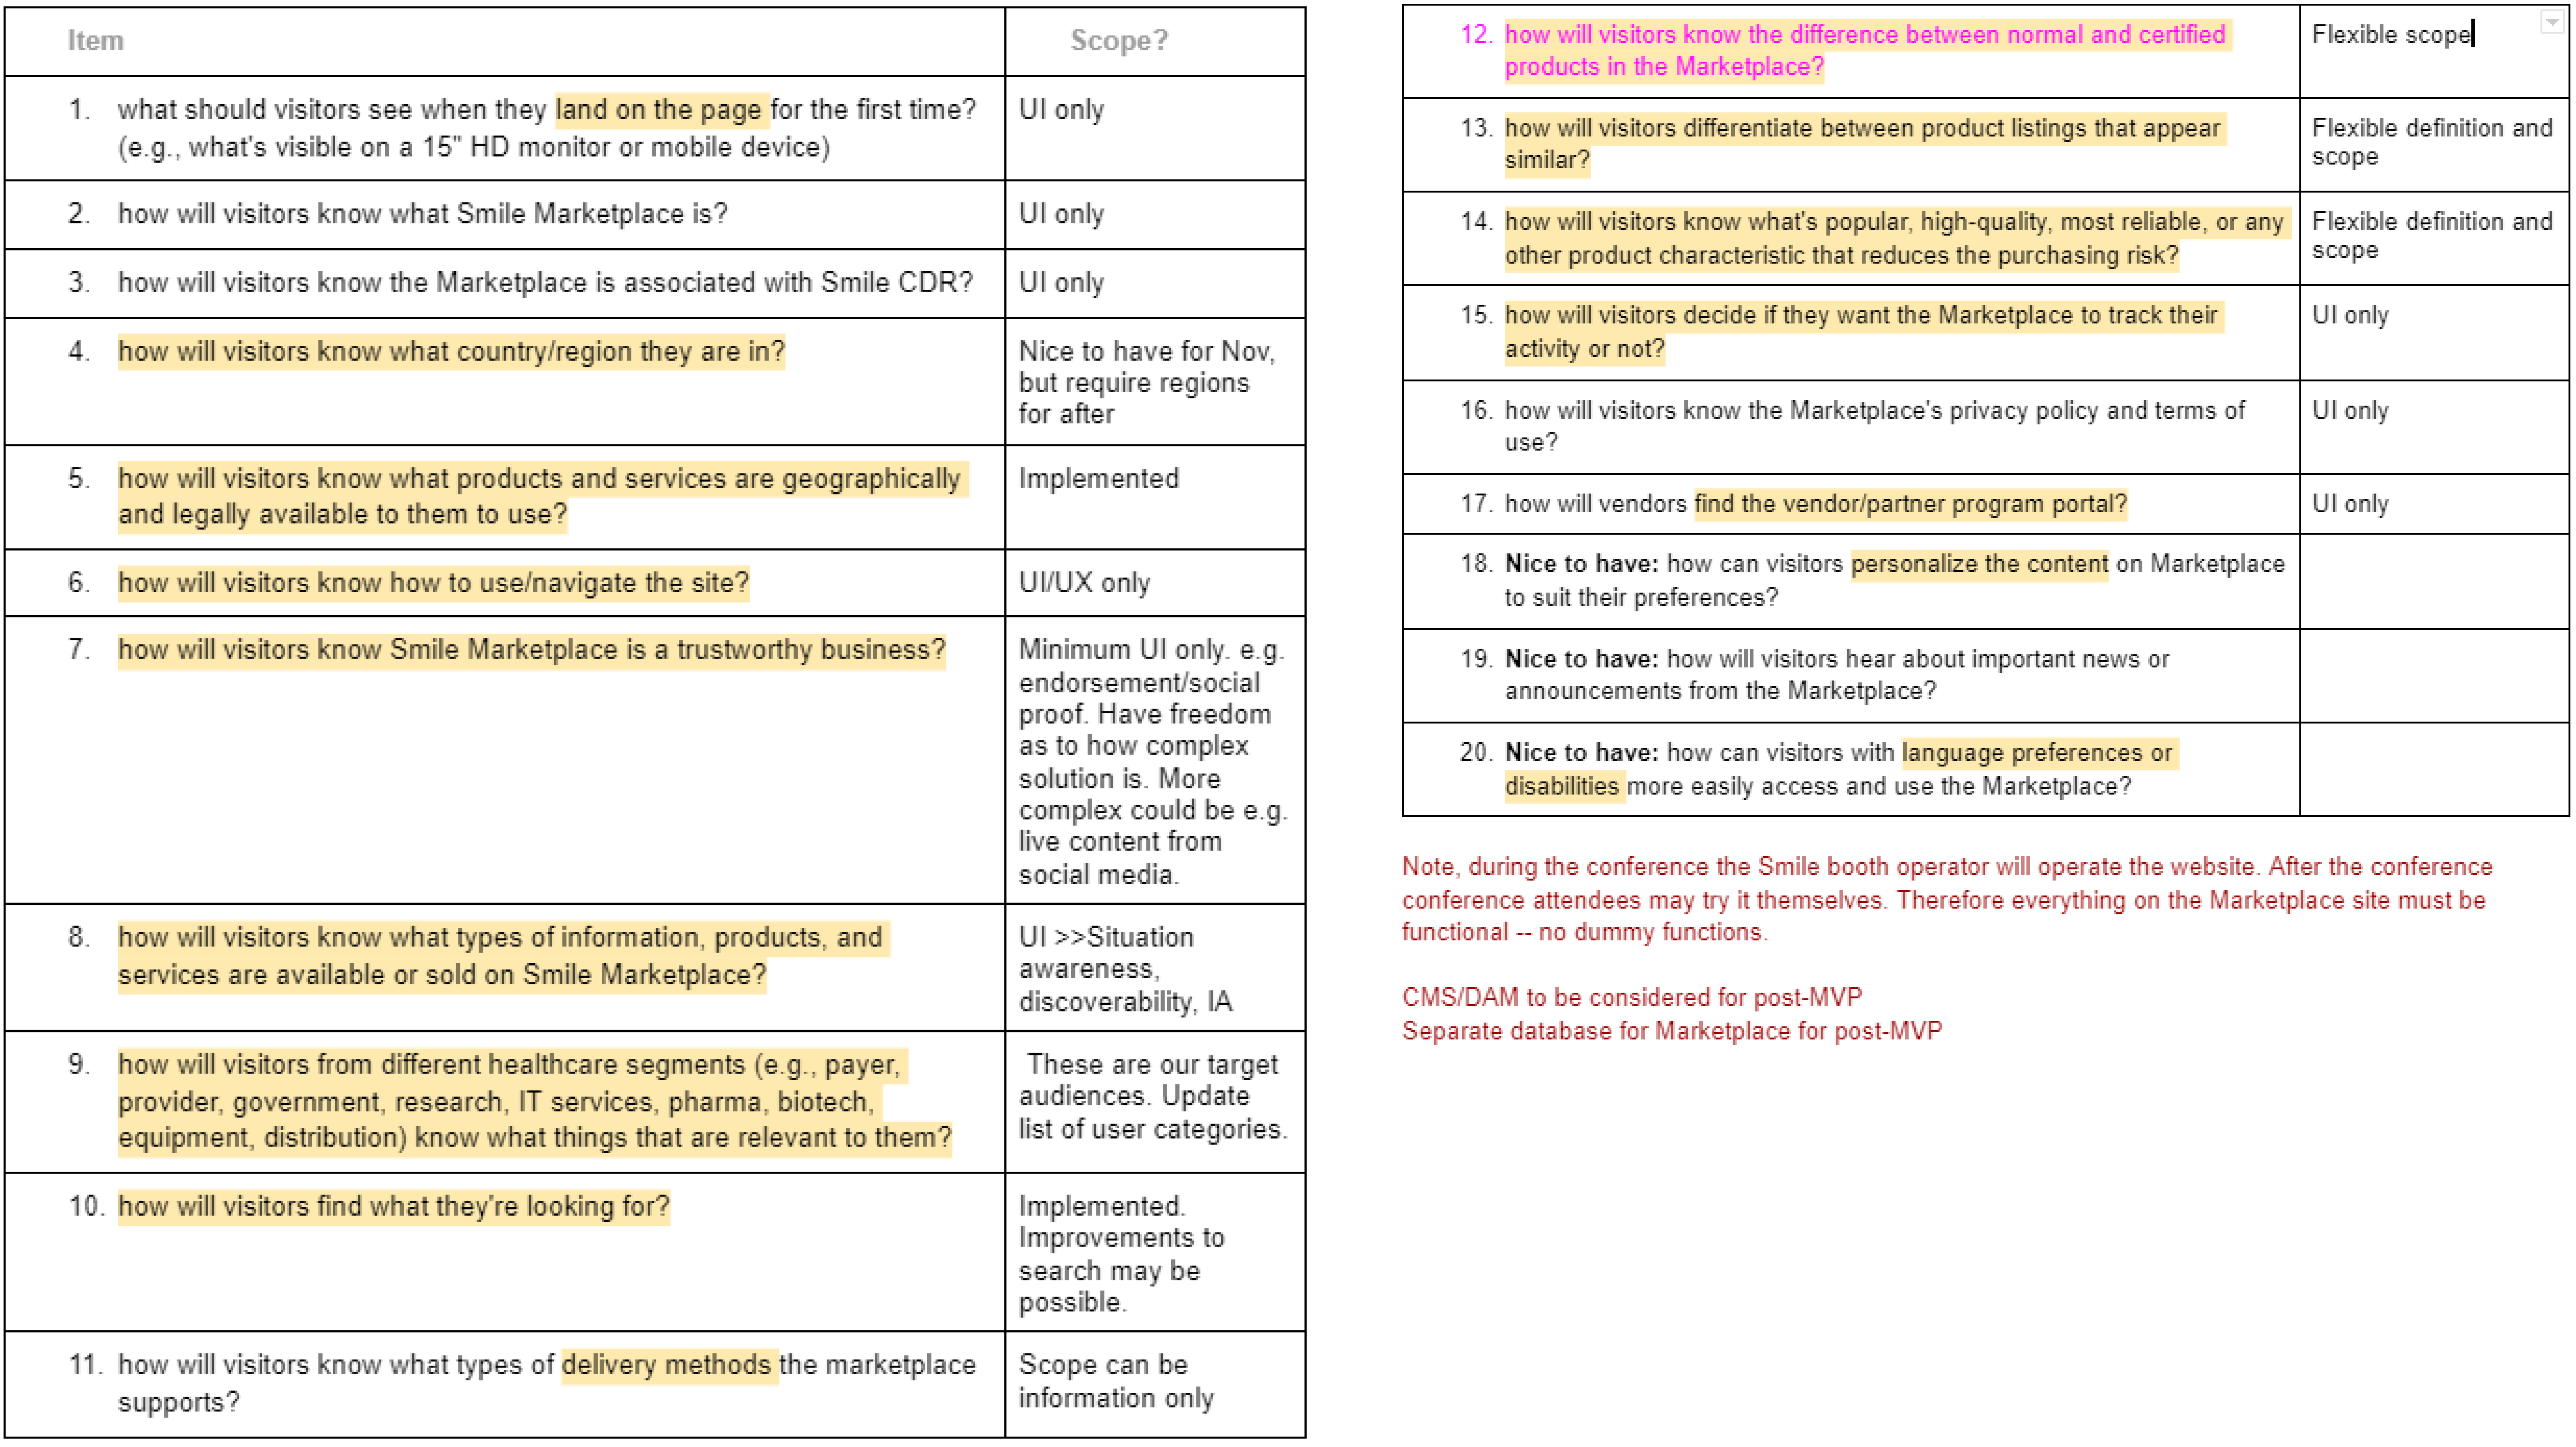 Item
Scope?
1. what should visitors see when they land on the page for the first time?
(e.g., what's visible on a 15" HD monitor or mobile device)
UI only
2. how will visitors know what Smile Marketplace is?
UI only
3. how will visitors know the Marketplace is associated with Smile CDR?
UI only
4. how will visitors know what country/region they are in?
Nice to have for Nov,
but require regions
for after
5. how will visitors know what products and services are geographically
and legally available to them to use?
Implemented
6. how will visitors know how to use/navigate the site?
UI/UX only
7. how will visitors know Smile Marketplace is a trustworthy business?
Minimum UI only. e.g.
endorsement/social
proof. Have freedom
as to how complex
solution is. More
complex could be e.g.
live content from
social media.
8. how will visitors know what types of information, products, and
services are available or sold on Smile Marketplace?
UI >>Situation
awareness,
discoverability, IA
9. how will visitors from different healthcare segments (e.g., payer,
provider, government, research, IT services, pharma, biotech,
equipment, distribution) know what things that are relevant to them?
These are our target
audiences. Update
list of user categories.
10. how will visitors find what they're looking for?
Implemented.
Improvements to
search may be
possible.
11. how will visitors know what types of delivery methods the marketplace
supports?
Scope can be
information only
12. how will visitors know the difference between normal and certified
products in the Marketplace?
Flexible scope
13. how will visitors differentiate between product listings that appear
similar?
Flexible definition and
scope
14. how will visitors know what's popular, high-quality, most reliable, or any
other product characteristic that reduces the purchasing risk?
Flexible definition and
scope
15. how will visitors decide if they want the Marketplace to track their
activity or not?
UI only
16. how will visitors know the Marketplace's privacy policy and terms of
use?
UI only
17. how will vendors find the vendor/partner program portal?
UI only
18. Nice to have: how can visitors personalize the content on Marketplace
to suit their preferences?
19. Nice to have: how will visitors hear about important news or
announcements from the Marketplace?
20. Nice to have: how can visitors with language preferences or
disabilities more easily access and use the Marketplace?
Note, during the conference the Smile booth operator will operate the website. After the conference
conference attendees may try it themselves. Therefore everything on the Marketplace site must be
functional -- no dummy functions.
CMS/DAM to be considered for post-MVP
Separate database for Marketplace for post-MVP